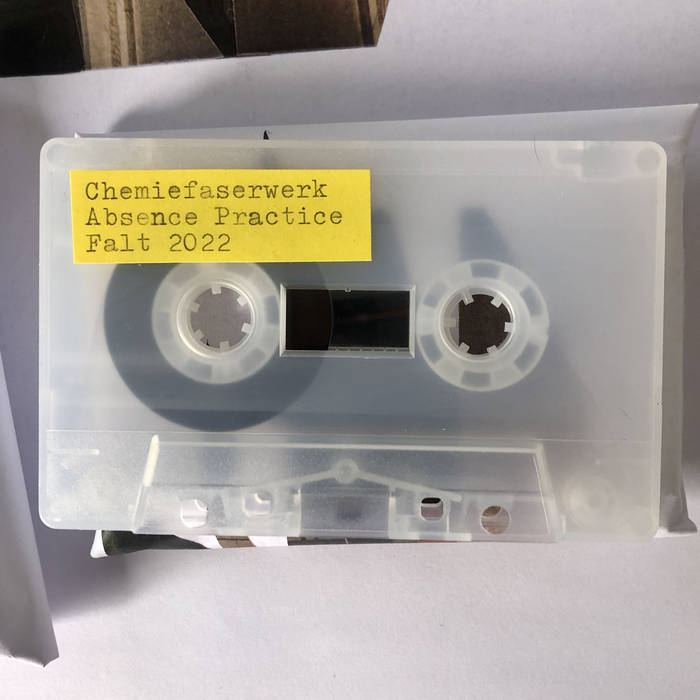 Chemiefaserwerk
Absence Practice
Falt 2022